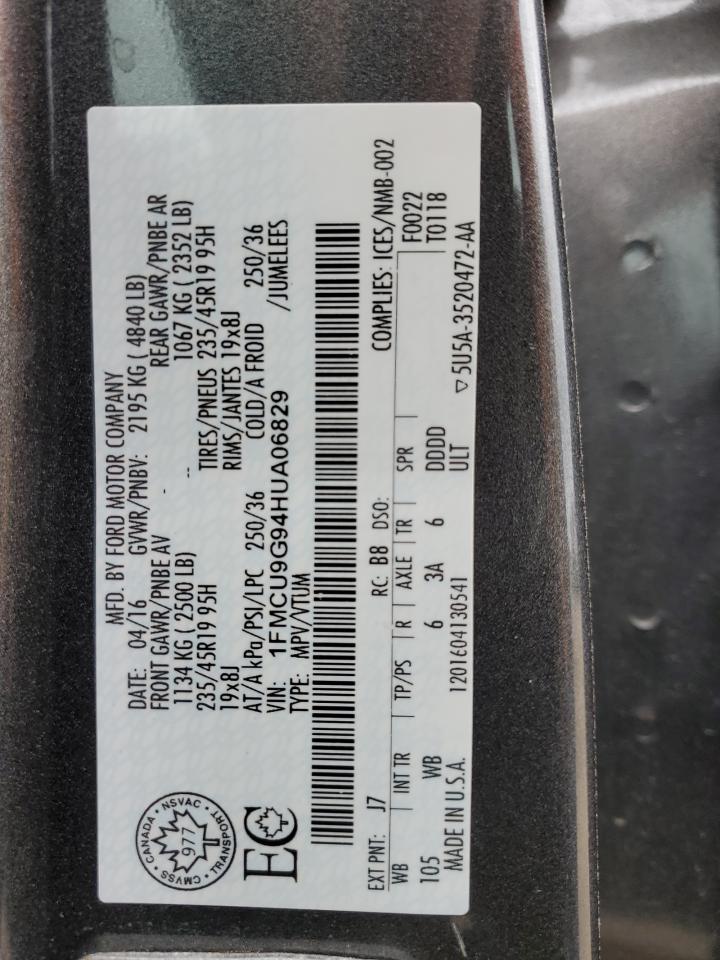 MFD. BY FORD MOTOR COMPANY
DATE: 04/16 GVWR/PNBV: 2195 KG ( 4840 LB)
FRONT GAWR/PNBE AV REAR GAWR/PNBE AR
1134 KG ( 2500 LB) - 1067 KG ( 2352 LB)
235/45R19 95H -- TIRES/PNEUS 235/45R19 95H
19x8J RIMS/JANTES 19x8J
AT/A kPa/PSI/LPC 250/36 COLD/A FROID 250/36
VIN: 1FMCU9G94HUA06829 /JUMELEES
TYPE: MPV/VTUM
CMVSS • CANADA • NSVAC • TRANSPORT •
977
EC
EXT PNT: J7 RC: B8 DSO: COMPLIES: ICES/NMB-002
WB INT TR TP/PS R AXLE TR SPR F0022
105 WB 6 3A 6 DDDD T0118
ULT
MADE IN U.S.A. 1201604130541 ▽5U5A-3520472-AA